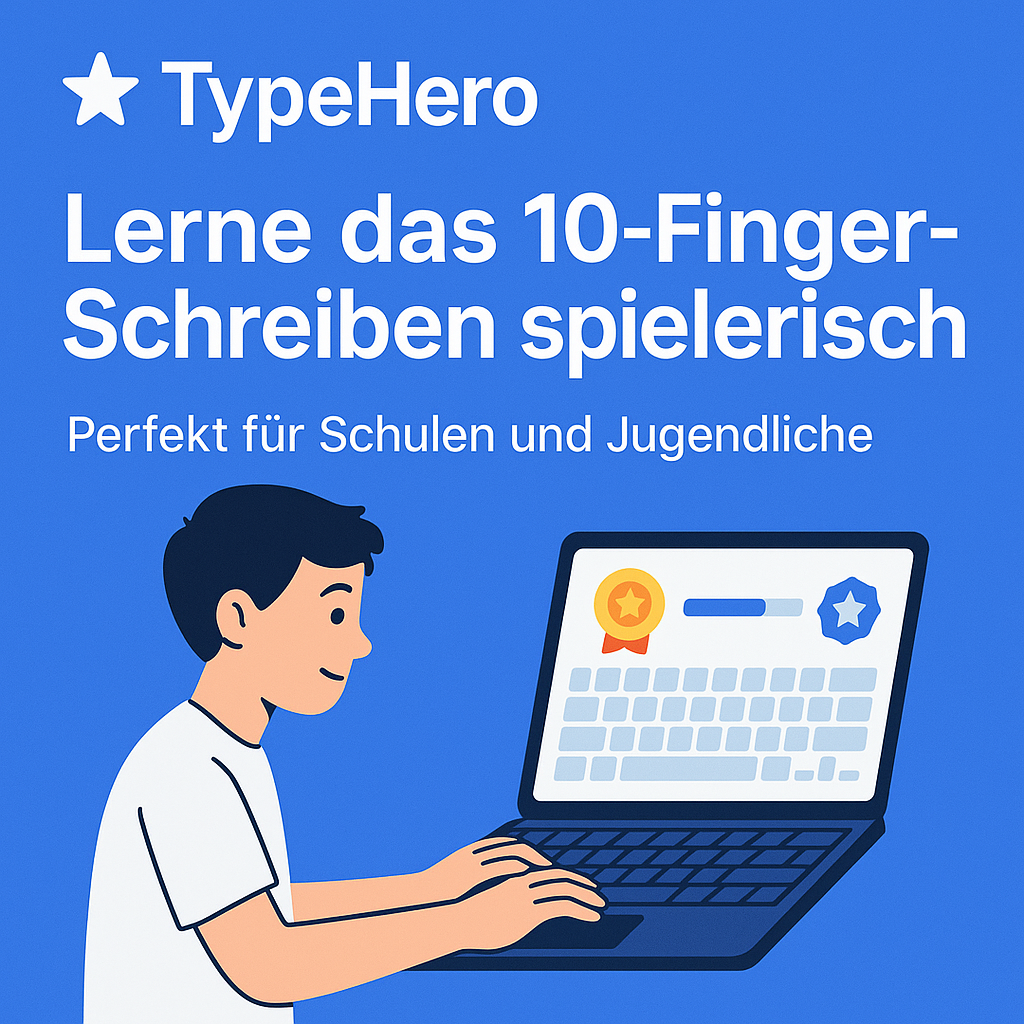 TypeHero
Lerne das 10-Finger-
Schreiben spielerisch
Perfekt für Schulen und Jugendliche